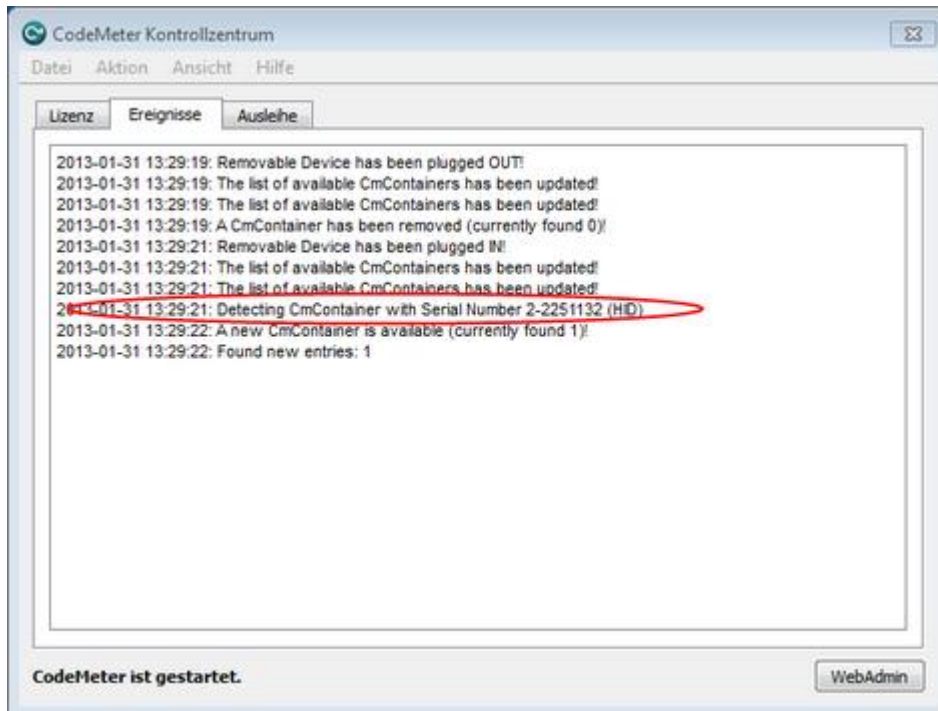 CodeMeter Kontrollzentrum
Datei Aktion Ansicht Hilfe
Lizenz Ereignisse Ausleihe
2013-01-31 13:29:19: Removable Device has been plugged OUT!
2013-01-31 13:29:19: The list of available CmContainers has been updated!
2013-01-31 13:29:19: The list of available CmContainers has been updated!
2013-01-31 13:29:19: A CmContainer has been removed (currently found 0)!
2013-01-31 13:29:21: Removable Device has been plugged IN!
2013-01-31 13:29:21: The list of available CmContainers has been updated!
2013-01-31 13:29:21: The list of available CmContainers has been updated!
2013-01-31 13:29:21: Detecting CmContainer with Serial Number 2-2251132 (HID)
2013-01-31 13:29:22: A new CmContainer is available (currently found 1)!
2013-01-31 13:29:22: Found new entries: 1
CodeMeter ist gestartet. WebAdmin